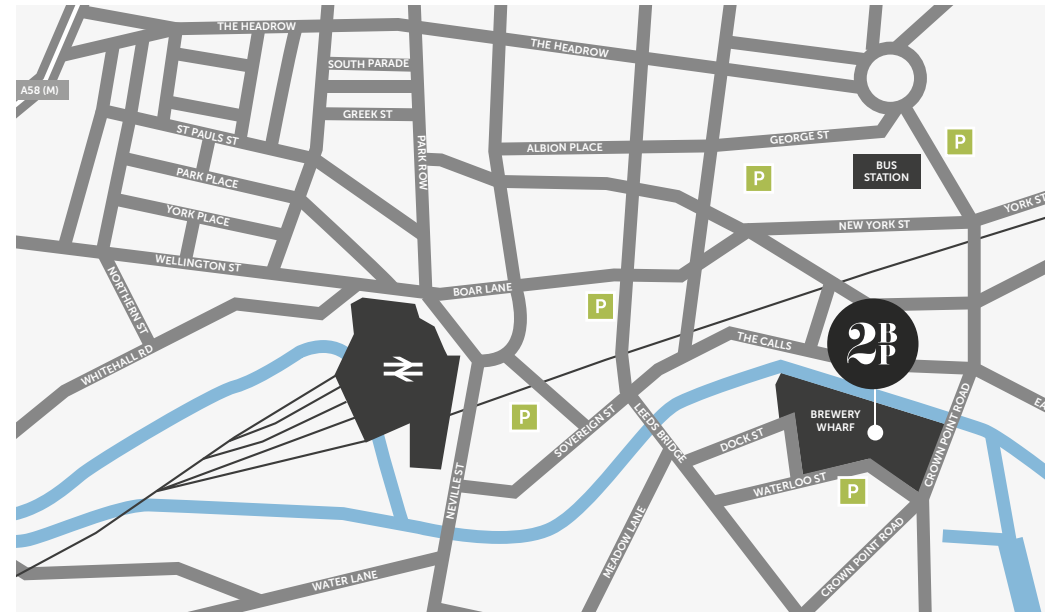 THE HEADROW
THE HEADROW
SOUTH PARADE
A58 (M)
GREEK ST
ST PAULS ST
PARK ROW
ALBION PLACE
GEORGE ST
P
P
BUS
STATION
PARK PLACE
YORK PLACE
YORK ST
NEW YORK ST
WELLINGTON ST
NORTHERN ST
BOAR LANE
P
WHITEHALL RD
THE CALLS
2BP
P
SOVEREIGN ST
LEEDS BRIDGE
DOCK ST
BREWERY
WHARF
CROWN POINT ROAD
WATERLOO ST
P
NEVILLE ST
MEADOW LANE
CROWN POINT ROAD
WATER LANE